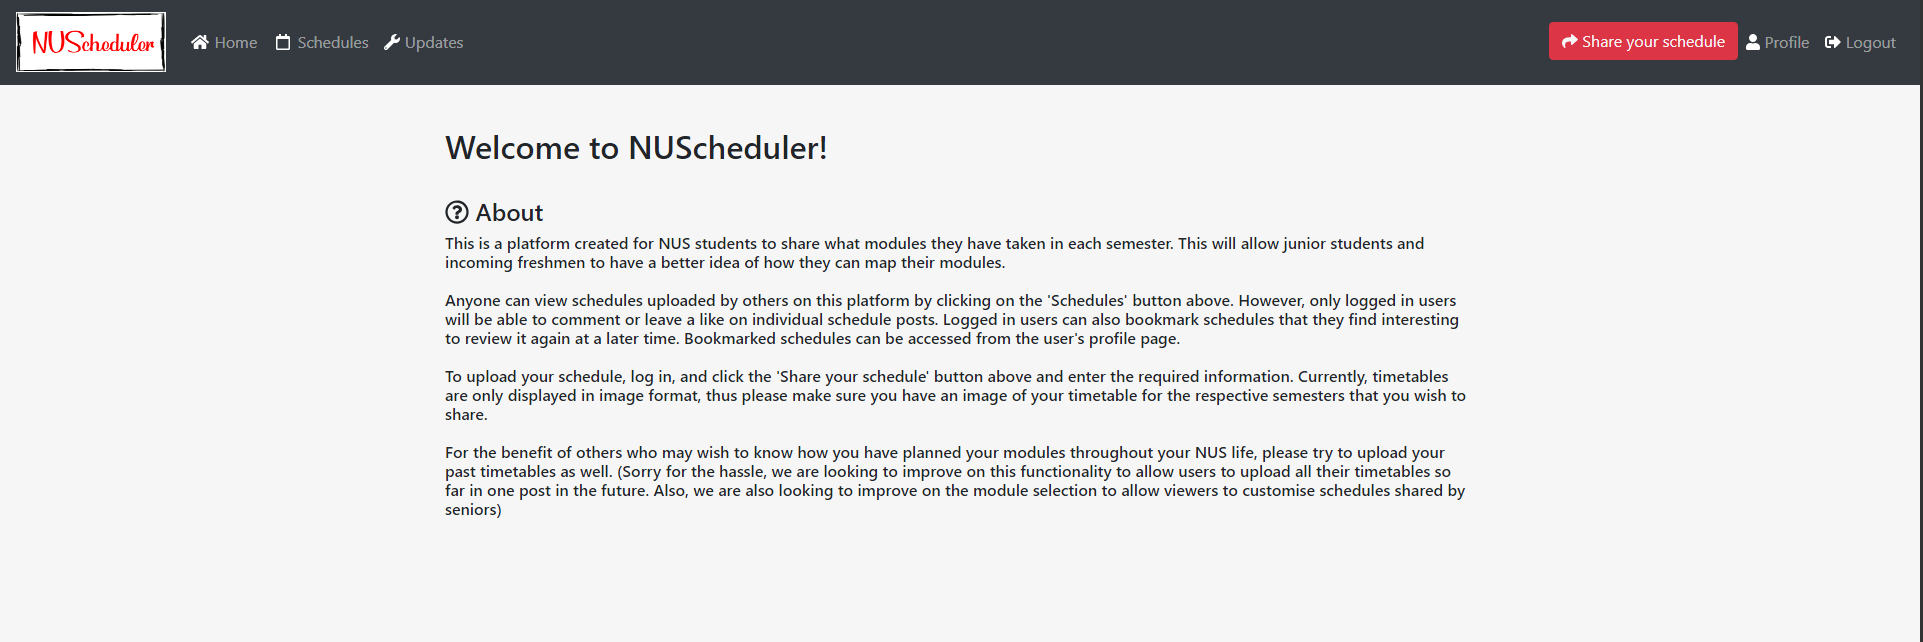 NUScheduler Home Schedules Updates Share your schedule Profile Logout
Welcome to NUScheduler!
About
This is a platform created for NUS students to share what modules they have taken in each semester. This will allow junior students and
incoming freshmen to have a better idea of how they can map their modules.
Anyone can view schedules uploaded by others on this platform by clicking on the 'Schedules' button above. However, only logged in users
will be able to comment or leave a like on individual schedule posts. Logged in users can also bookmark schedules that they find interesting
to review it again at a later time. Bookmarked schedules can be accessed from the user's profile page.
To upload your schedule, log in, and click the 'Share your schedule' button above and enter the required information. Currently, timetables
are only displayed in image format, thus please make sure you have an image of your timetable for the respective semesters that you wish to
share.
For the benefit of others who may wish to know how you have planned your modules throughout your NUS life, please try to upload your
past timetables as well. (Sorry for the hassle, we are looking to improve on this functionality to allow users to upload all their timetables so
far in one post in the future. Also, we are also looking to improve on the module selection to allow viewers to customise schedules shared by
seniors)